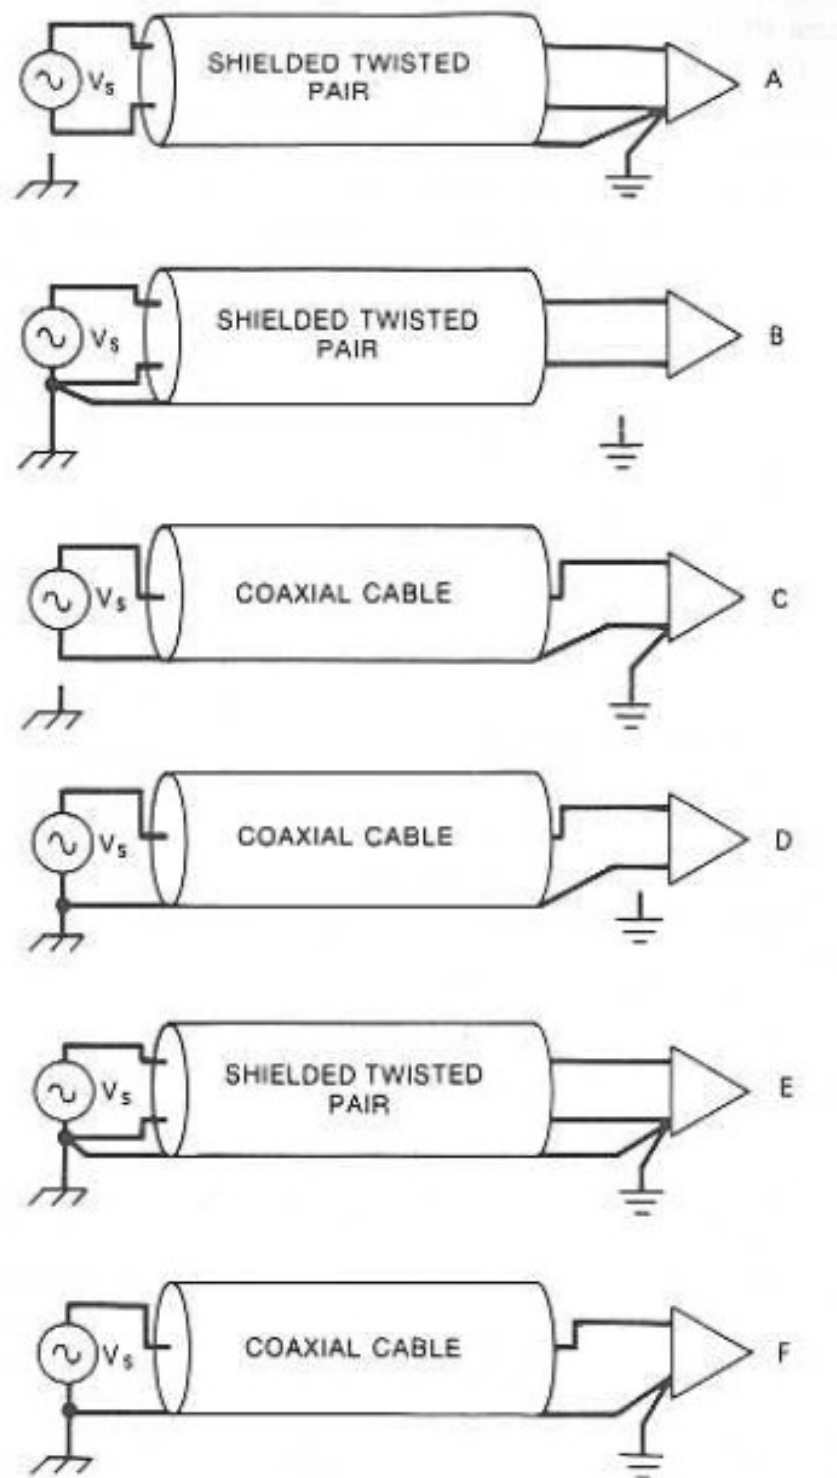 SHIELDED TWISTED
PAIR
Vs
A
SHIELDED TWISTED
PAIR
Vs
B
COAXIAL CABLE
Vs
C
COAXIAL CABLE
Vs
D
SHIELDED TWISTED
PAIR
Vs
E
COAXIAL CABLE
Vs
F